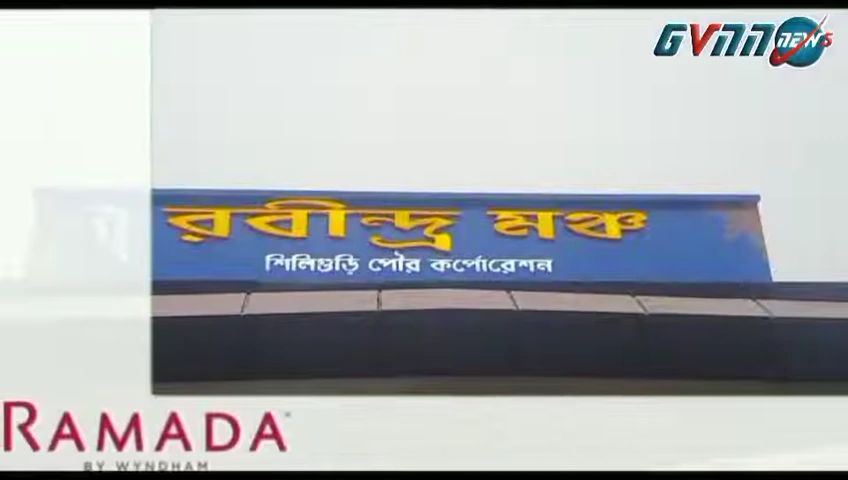 GVNN NEWS
রবীন্দ্র মঞ্চ
শিলিগুড়ি পৌর কর্পোরেশন
RAMADA
BY WYNDHAM